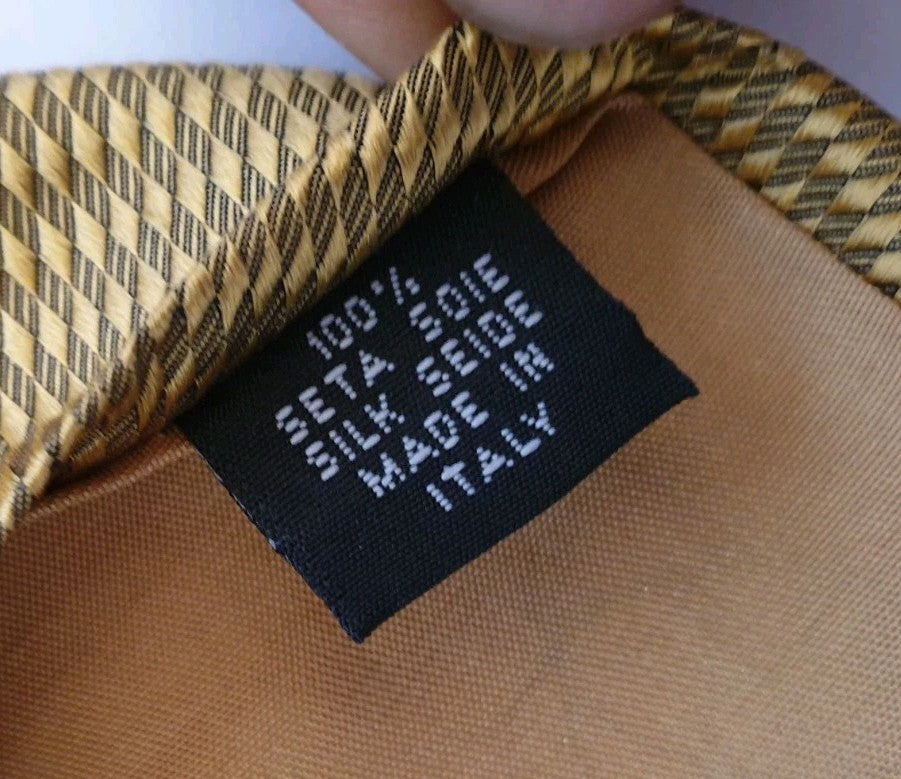 100%
SETA SOIE
SILK SEIDE
MADE IN
ITALY